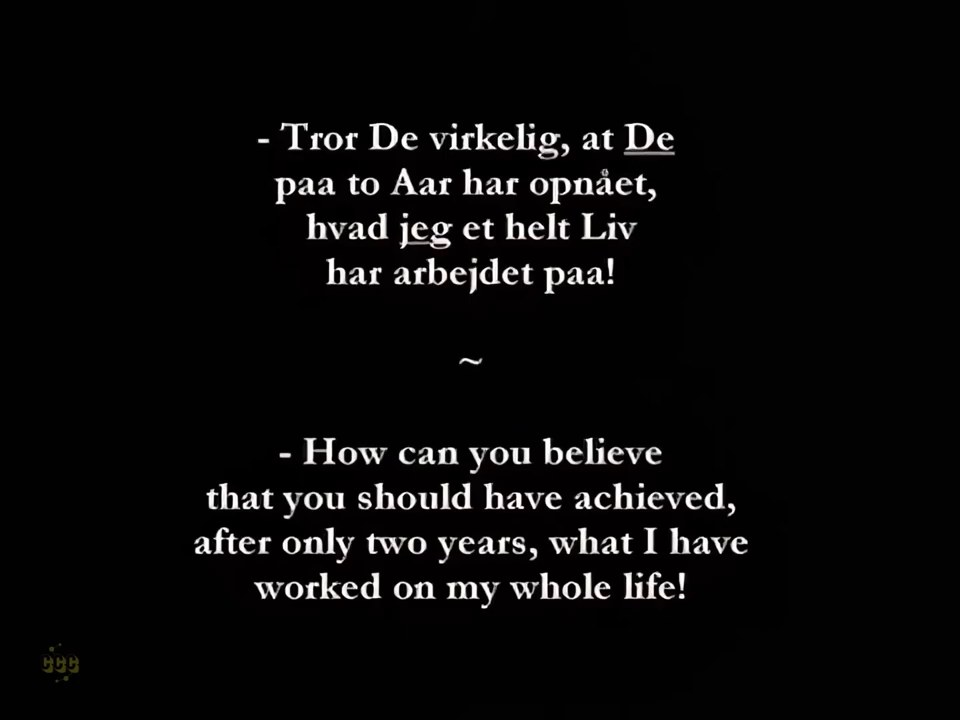 - Tror De virkelig, at De
paa to Aar har opnået,
hvad jeg et helt Liv
har arbejdet paa!
~
- How can you believe
that you should have achieved,
after only two years, what I have
worked on my whole life!
CCC